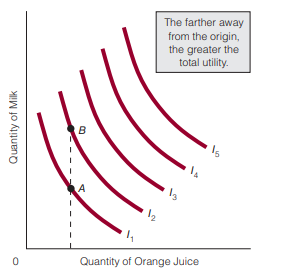 The farther away
from the origin,
the greater the
total utility.
Quantity of Milk
B
A
I5
I4
I3
I2
I1
0
Quantity of Orange Juice